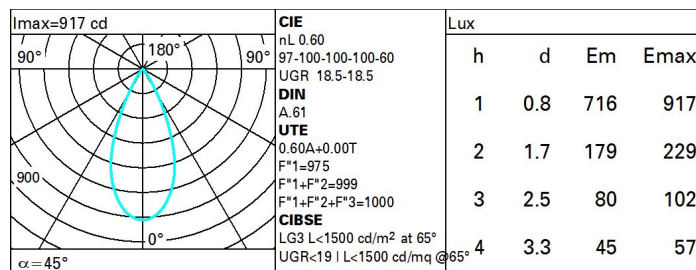 Imax=917 cd
90°
180°
90°
900
0°
α=45°
CIE
nL 0.60
97-100-100-100-60
UGR 18.5-18.5
DIN
A.61
UTE
0.60A+0.00T
F"1=975
F"1+F"2=999
F"1+F"2+F"3=1000
CIBSE
LG3 L<1500 cd/m² at 65°
UGR<19 | L<1500 cd/mq @65°
Lux
h d Em Emax
1 0.8 716 917
2 1.7 179 229
3 2.5 80 102
4 3.3 45 57